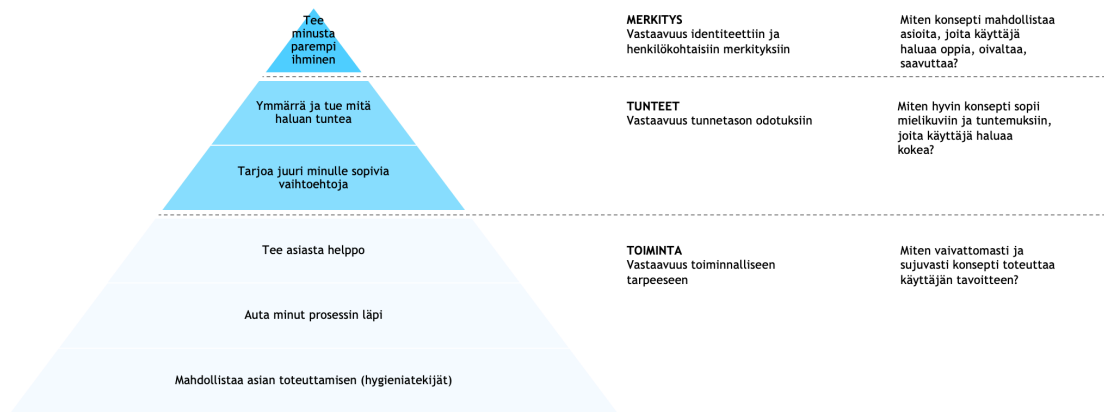 Tee
minusta
parempi
ihminen
MERKITYS
Vastaavuus identiteettiin ja
henkilökohtaisiin merkityksiin
Miten konsepti mahdollistaa
asioita, joita käyttäjä
haluaa oppia, oivaltaa,
saavuttaa?
Ymmärrä ja tue mitä
haluan tuntea
TUNTEET
Vastaavuus tunnetason odotuksiin
Miten hyvin konsepti sopii
mielikuviin ja tuntemuksiin,
joita käyttäjä haluaa
kokea?
Tarjoa juuri minulle sopivia
vaihtoehtoja
Tee asiasta helppo
TOIMINTA
Vastaavuus toiminnalliseen
tarpeeseen
Miten vaivattomasti ja
sujuvasti konsepti toteuttaa
käyttäjän tavoitteen?
Auta minut prosessin läpi
Mahdollistaa asian toteuttamisen (hygieniatekijät)